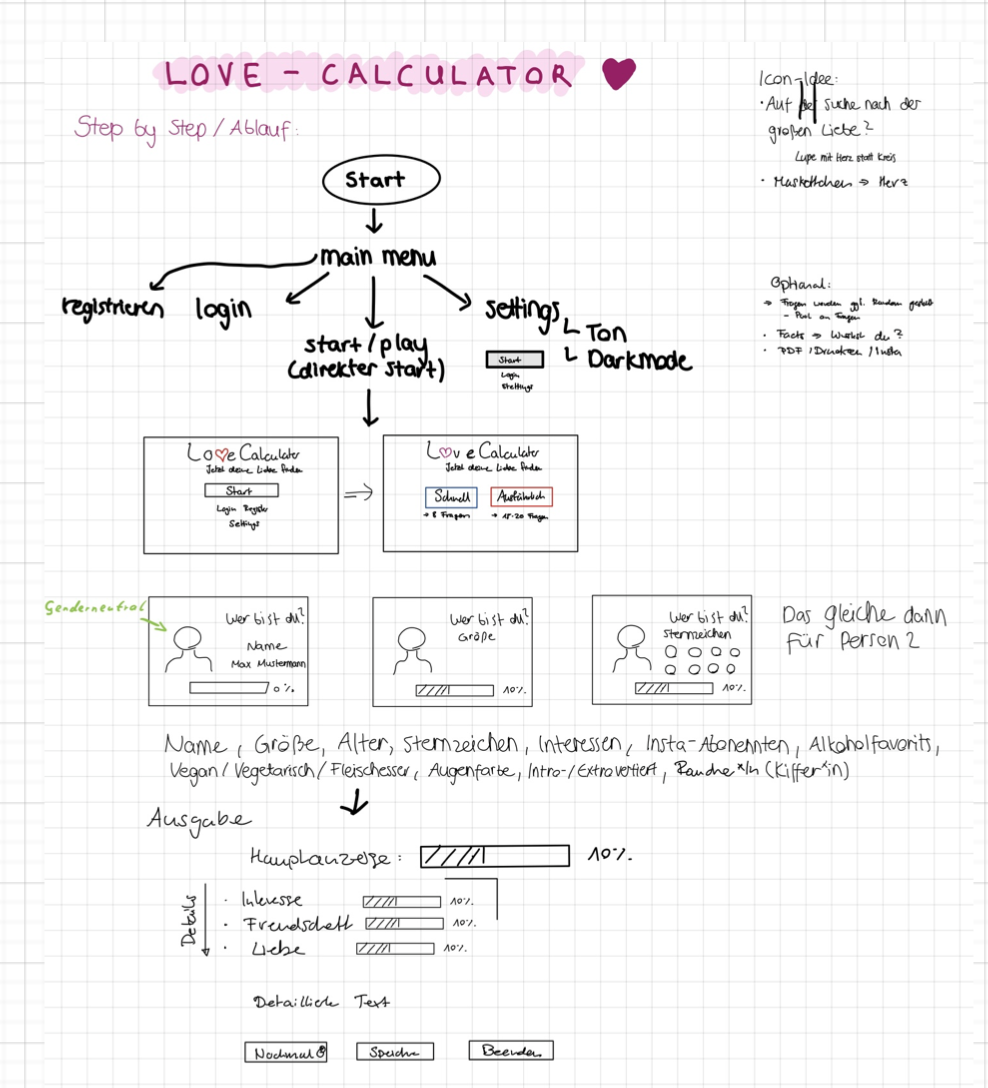 LOVE - CALCULATOR
Icon-Idee:
· Auf der Suche nach der
großen Liebe?
Lupe mit Herz statt Kreis
· Maskottchen → Herz
Step by Step / Ablauf:
Start
main menu
registrieren
login
settings
Ton
Darkmode
start/play
(direkter Start)
Start
Login
Settings
Optional:
→ Fragen werden ggf. Random gestellt
- Pool an Fragen
· Facts → Wusstest du?
· PDF / Drucken / Insta
Love Calculator
Jetzt deine Liebe finden
Start
Login Register
Settings
Love Calculator
Jetzt deine Liebe finden
Schnell
Ausführlich
→ 8 Fragen
→ 15-20 Fragen
Genderneutral
Wer bist du?
Name
Max Mustermann
0%
Wer bist du?
Größe
10%
Wer bist du?
Sternzeichen
10%
Das gleiche dann
für Person 2
Name, Größe, Alter, Sternzeichen, Interessen, Insta-Abonennten, Alkoholfavorits,
Vegan/Vegetarisch/Fleischesser, Augenfarbe, Intro-/Extrovertiert, Raucher*in (Kiffer*in)
Ausgabe
Hauptanzeige:
10%.
Details
· Interesse
10%.
· Freundschaft
10%.
· Liebe
10%.
Text
Nochmal
Speichern
Beenden